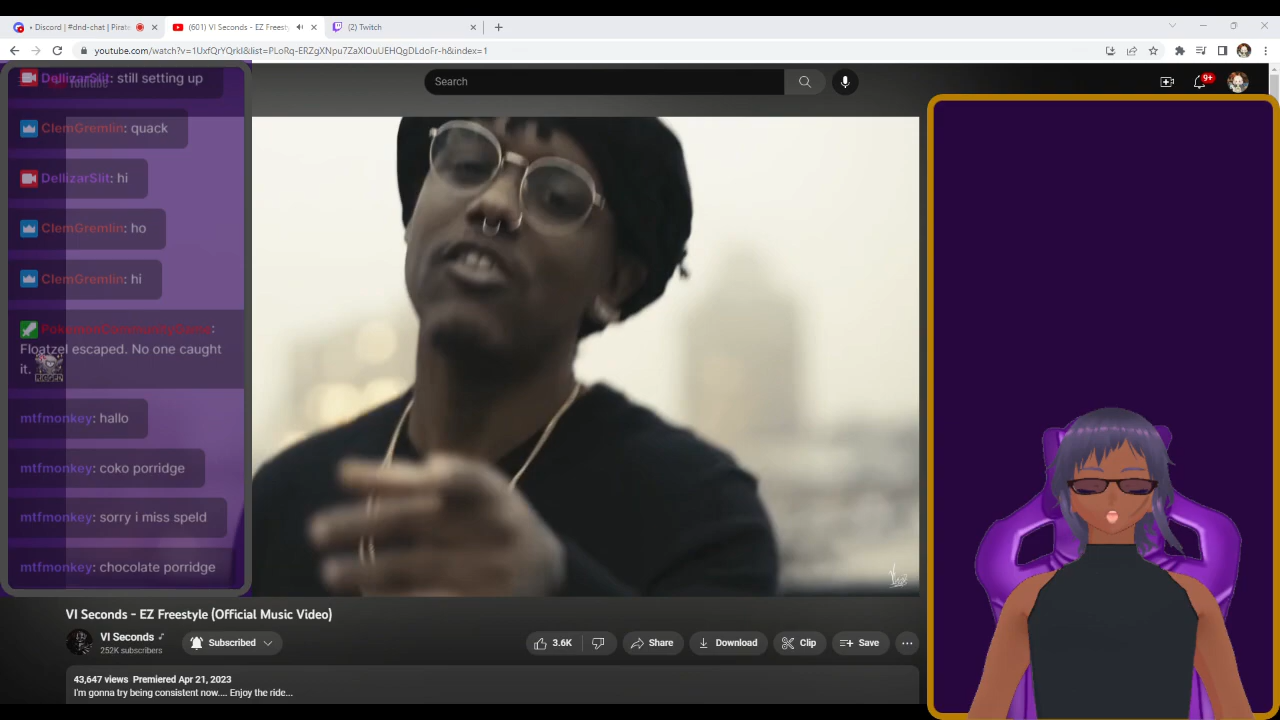 Discord | #dnd-chat | Pirate
(601) VI Seconds - EZ Freesty
(2) Twitch
youtube.com/watch?v=1UxfQrYQrkI&list=PLoRq-ERZgXNpu7ZaXIOuUEHQgDLdoFr-h&index=1
Search
9+
DellizarSlit: still setting up
ClemGremlin: quack
DellizarSlit: hi
ClemGremlin: ho
ClemGremlin: hi
PokemonCommunityGame:
Floatzel escaped. No one caught
it.
mtfmonkey: hallo
mtfmonkey: coko porridge
mtfmonkey: sorry i miss speld
mtfmonkey: chocolate porridge
VI Seconds - EZ Freestyle (Official Music Video)
VI Seconds
252K subscribers
Subscribed
3.6K
Share
Download
Clip
Save
43,647 views Premiered Apr 21, 2023
I'm gonna try being consistent now.... Enjoy the ride...